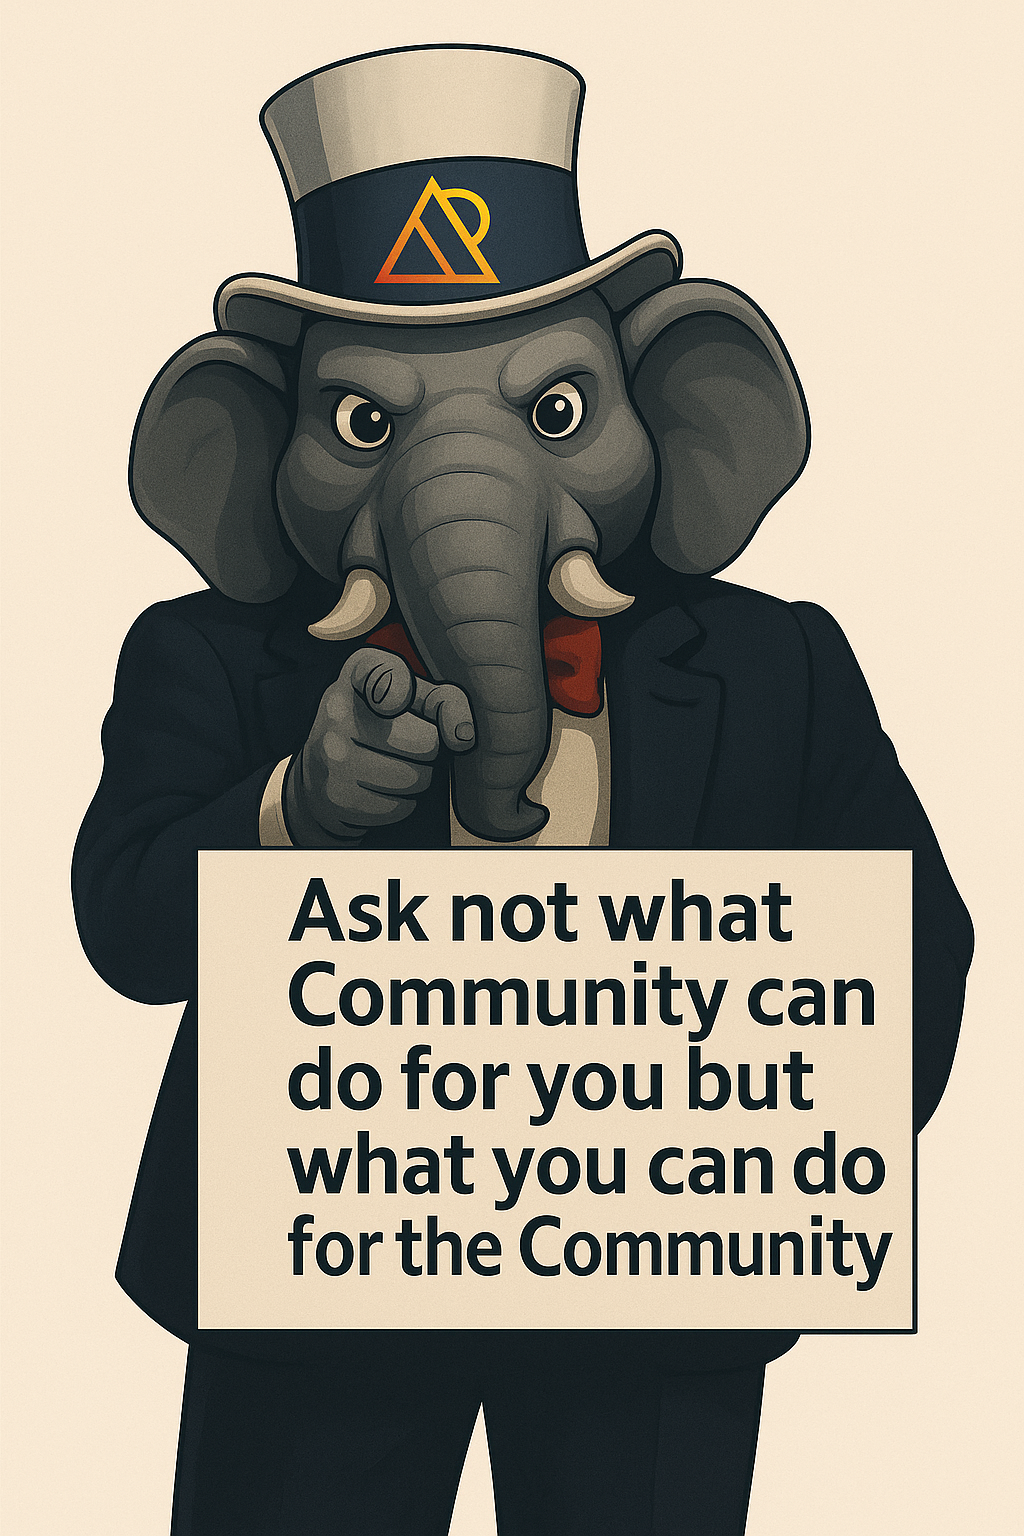 Ask not what
Community can
do for you but
what you can do
for the Community